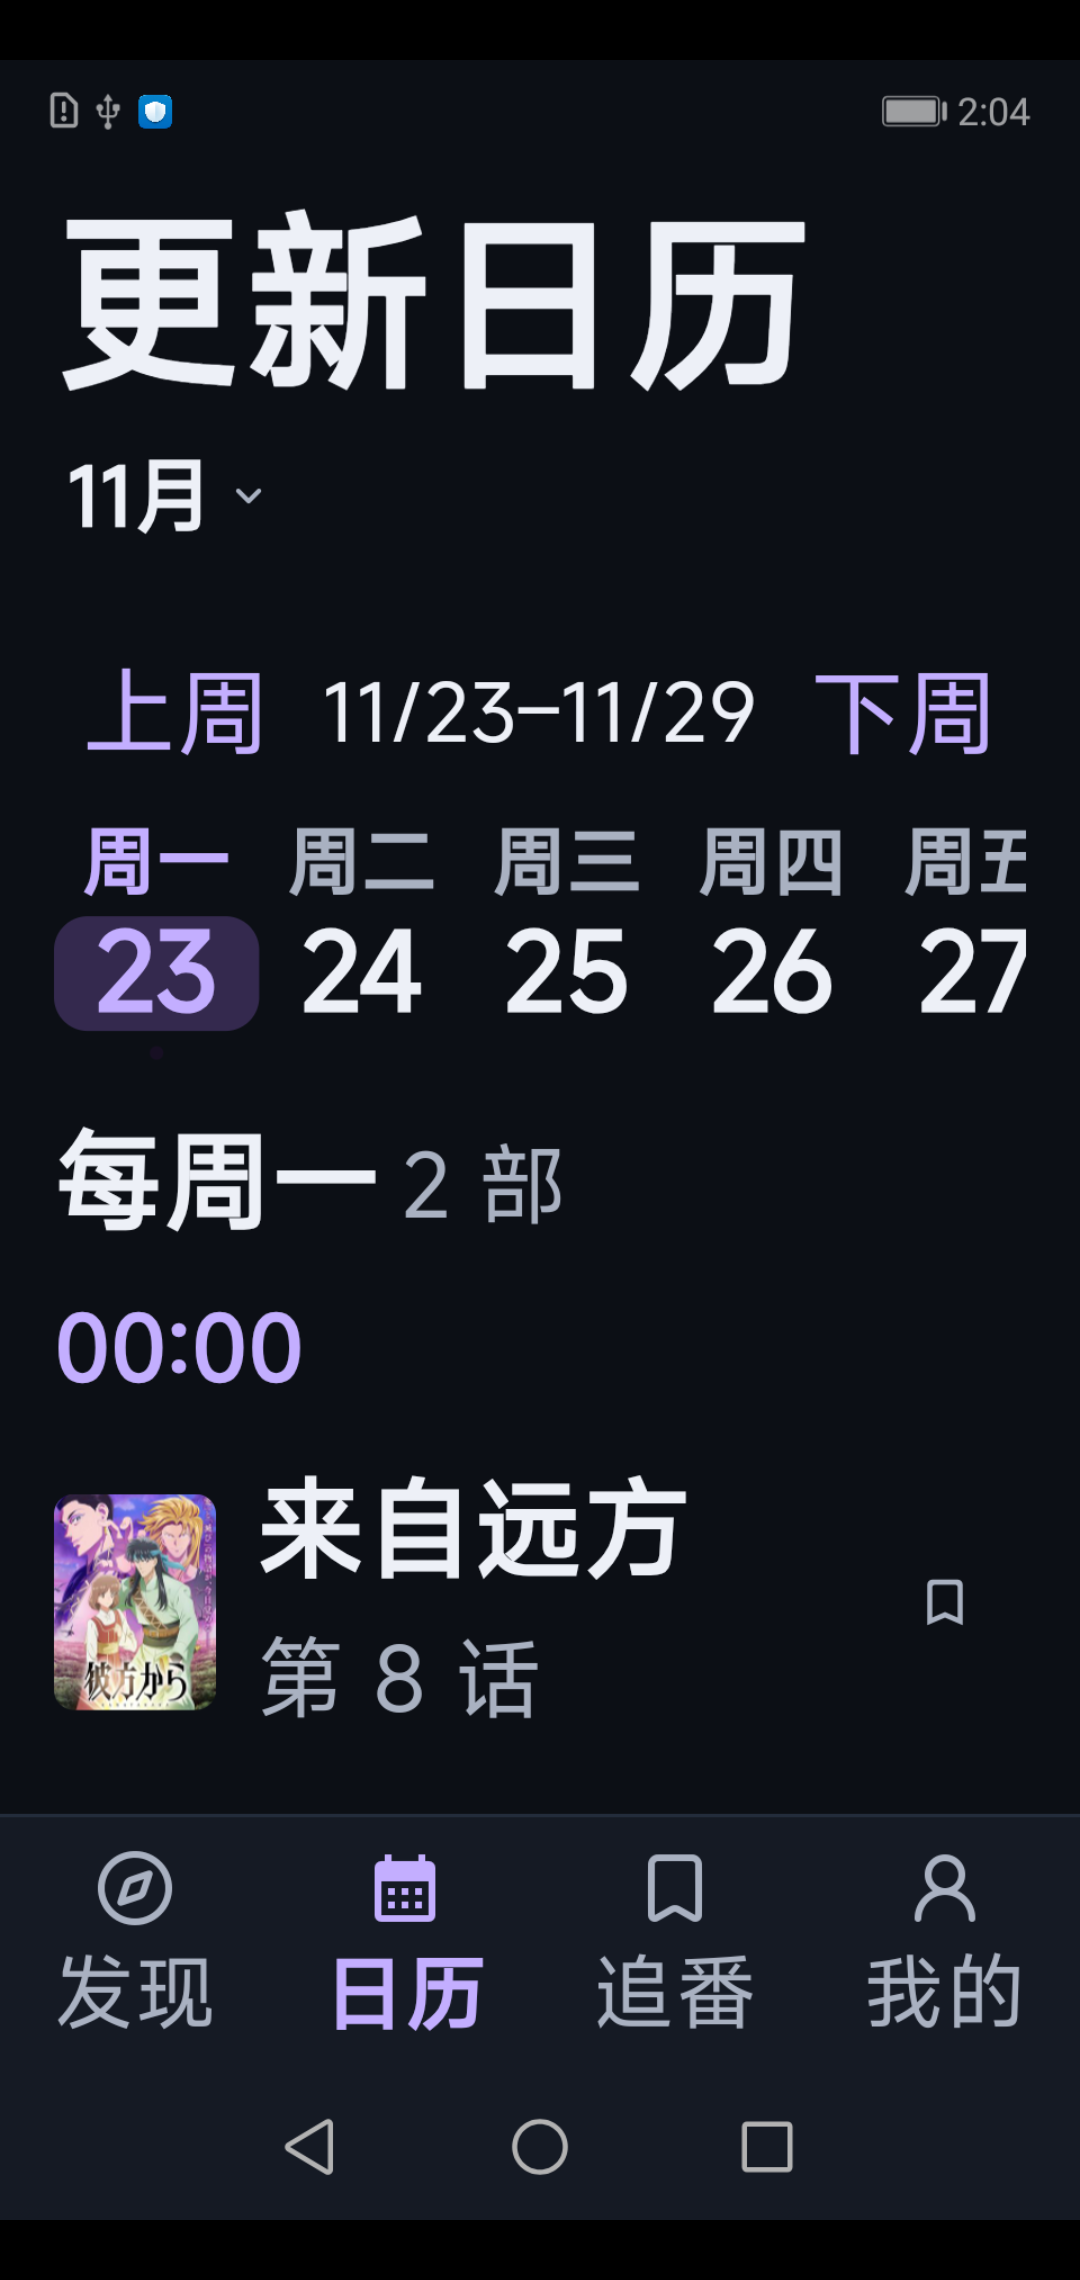 2:04
更新日历
11月
上周 11/23–11/29 下周
周一 周二 周三 周四 周五
23 24 25 26 27
每周一 2 部
00:00
来自远方
彼方から
第 8 话
发现 日历 追番 我的